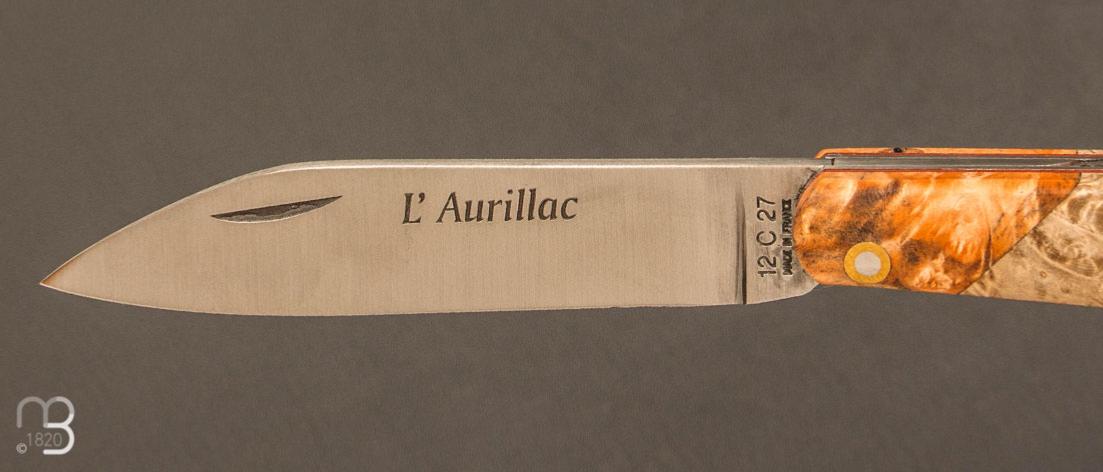 L' Aurillac
12 C 27
MADE IN FRANCE
© 1820